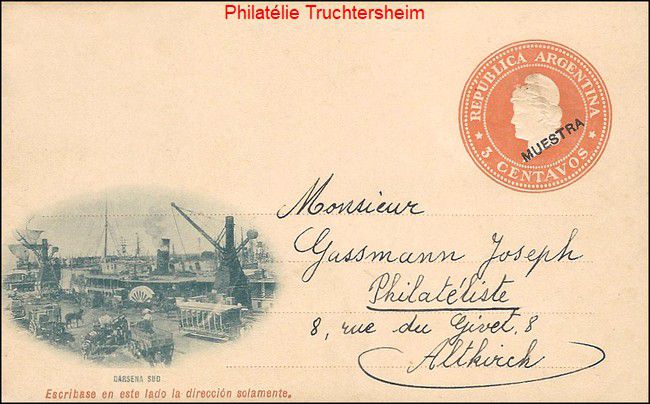 Philatélie Truchtersheim
REPUBLICA ARGENTINA
3 CENTAVOS
MUESTRA
Monsieur
Gassmann Joseph
Philatéliste
8, rue du Givet, 8
Altkirch
DÁRSENA SUD
Escribase en este lado la dirección solamente.